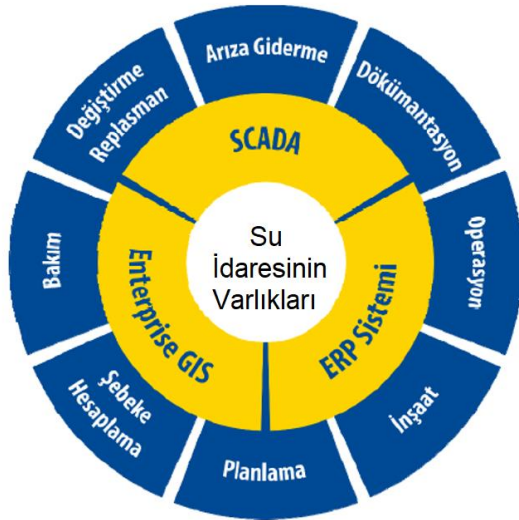 Arıza Giderme
Dökümantasyon
Operasyon
İnşaat
Planlama
Şebeke
Hesaplama
Bakım
Değiştirme
Replasman
SCADA
ERP Sistemi
Enterprise GIS
Su
İdaresinin
Varlıkları